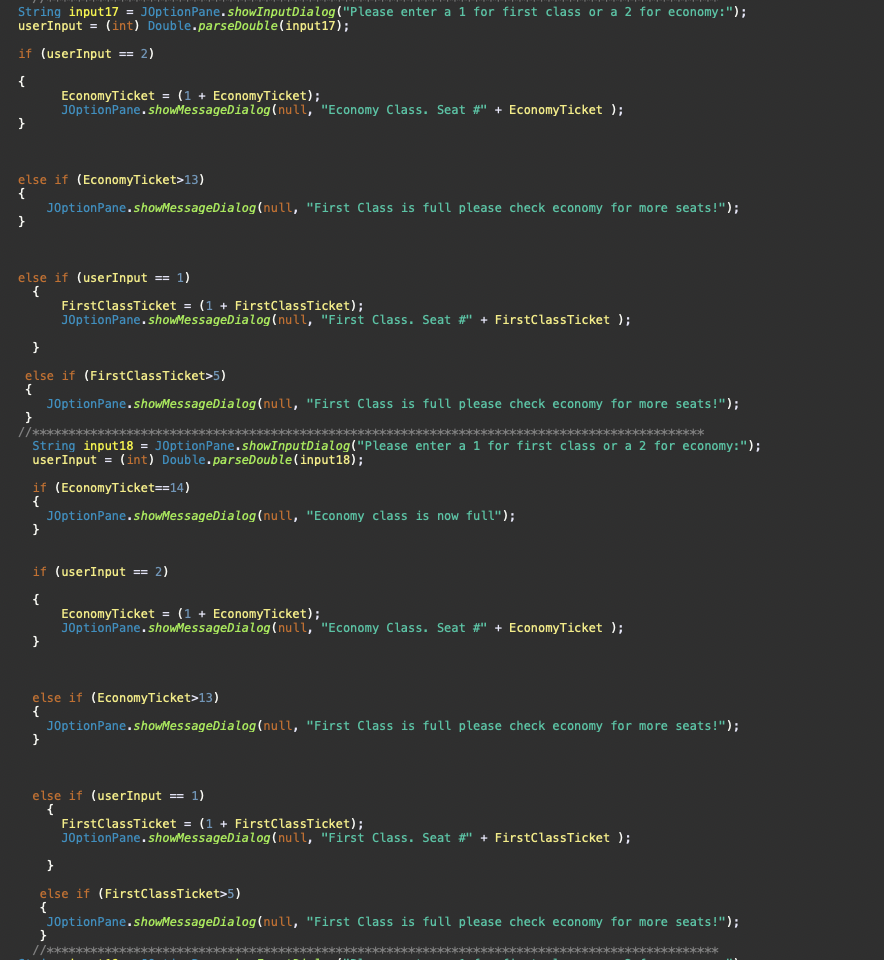 //*********************************************************************************************
String input17 = JOptionPane.showInputDialog("Please enter a 1 for first class or a 2 for economy:");
userInput = (int) Double.parseDouble(input17);
if (userInput == 2)
{
EconomyTicket = (1 + EconomyTicket);
JOptionPane.showMessageDialog(null, "Economy Class. Seat #" + EconomyTicket );
}
else if (EconomyTicket>13)
{
JOptionPane.showMessageDialog(null, "First Class is full please check economy for more seats!");
}
else if (userInput == 1)
{
FirstClassTicket = (1 + FirstClassTicket);
JOptionPane.showMessageDialog(null, "First Class. Seat #" + FirstClassTicket );
}
else if (FirstClassTicket>5)
{
JOptionPane.showMessageDialog(null, "First Class is full please check economy for more seats!");
}
//*********************************************************************************************
String input18 = JOptionPane.showInputDialog("Please enter a 1 for first class or a 2 for economy:");
userInput = (int) Double.parseDouble(input18);
if (EconomyTicket==14)
{
JOptionPane.showMessageDialog(null, "Economy class is now full");
}
if (userInput == 2)
{
EconomyTicket = (1 + EconomyTicket);
JOptionPane.showMessageDialog(null, "Economy Class. Seat #" + EconomyTicket );
}
else if (EconomyTicket>13)
{
JOptionPane.showMessageDialog(null, "First Class is full please check economy for more seats!");
}
else if (userInput == 1)
{
FirstClassTicket = (1 + FirstClassTicket);
JOptionPane.showMessageDialog(null, "First Class. Seat #" + FirstClassTicket );
}
else if (FirstClassTicket>5)
{
JOptionPane.showMessageDialog(null, "First Class is full please check economy for more seats!");
}
//*********************************************************************************************